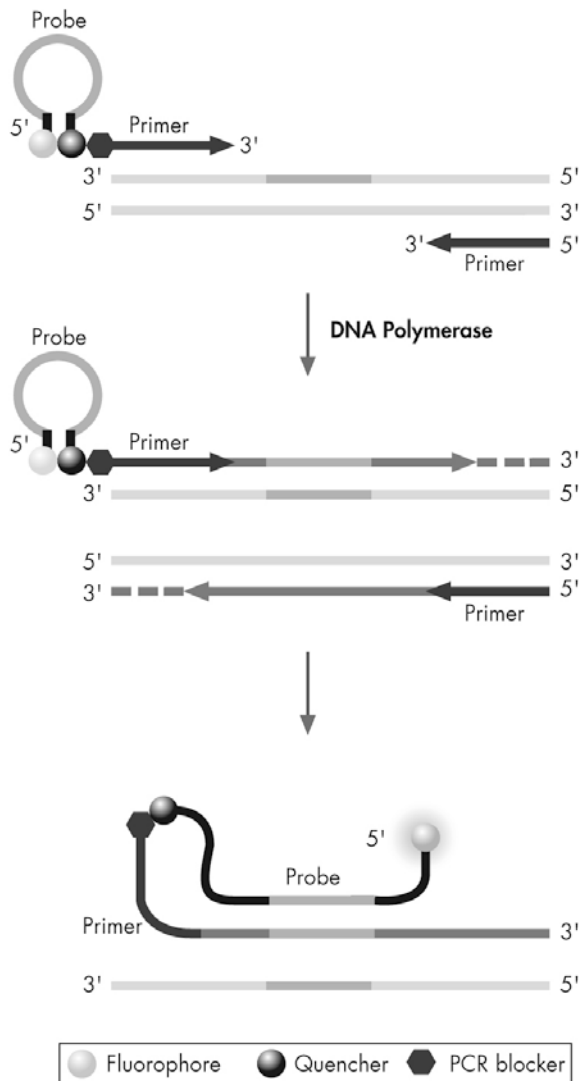 Probe
5'
Primer
3'
3' 5'
5' 3'
3' 5'
Primer
DNA Polymerase
Probe
5'
Primer
3'
3' 5'
5' 3'
3' 5'
Primer
5'
Probe
Primer
3'
3' 5'
Fluorophore Quencher PCR blocker